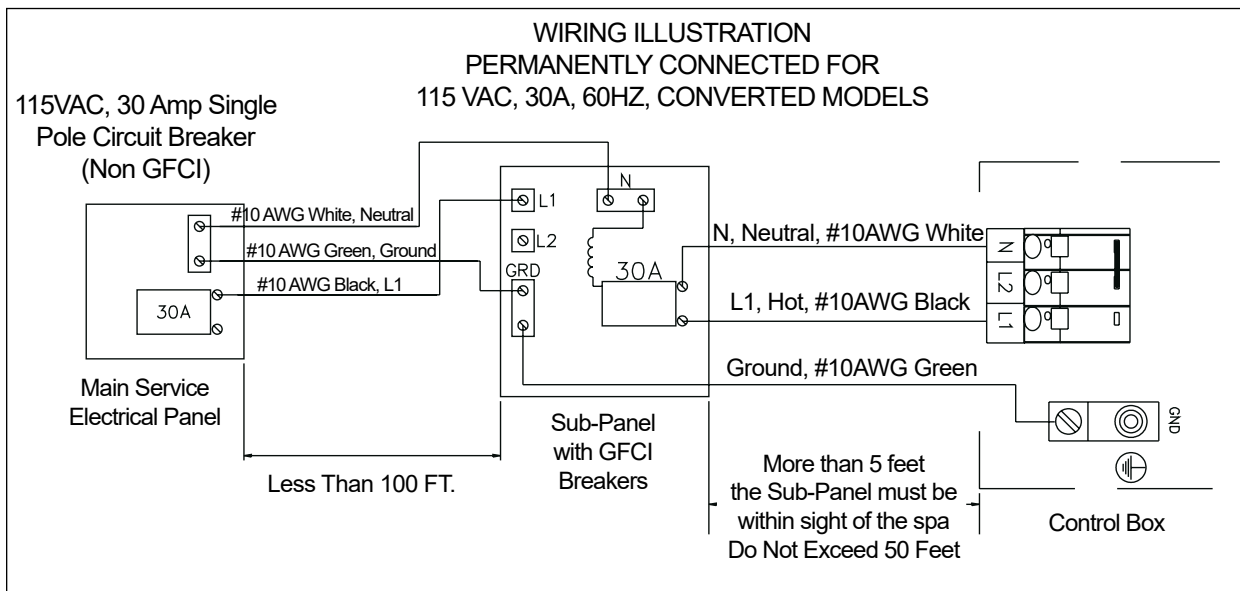 WIRING ILLUSTRATION
PERMANENTLY CONNECTED FOR
115 VAC, 30A, 60HZ, CONVERTED MODELS
115VAC, 30 Amp Single
Pole Circuit Breaker
(Non GFCI)
#10 AWG White, Neutral
#10 AWG Green, Ground
#10 AWG Black, L1
30A
Main Service
Electrical Panel
Less Than 100 FT.
N
L1
L2
GRD
30A
Sub-Panel
with GFCI
Breakers
N, Neutral, #10AWG White
L1, Hot, #10AWG Black
Ground, #10AWG Green
More than 5 feet
the Sub-Panel must be
within sight of the spa
Do Not Exceed 50 Feet
N
L2
L1
GND
Control Box